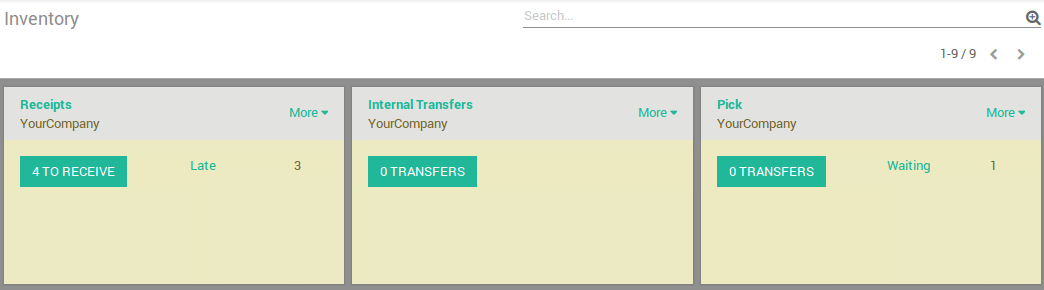 Inventory
Search...
1-9 / 9
Receipts
YourCompany
More
4 TO RECEIVE
Late 3
Internal Transfers
YourCompany
More
0 TRANSFERS
Pick
YourCompany
More
0 TRANSFERS
Waiting 1